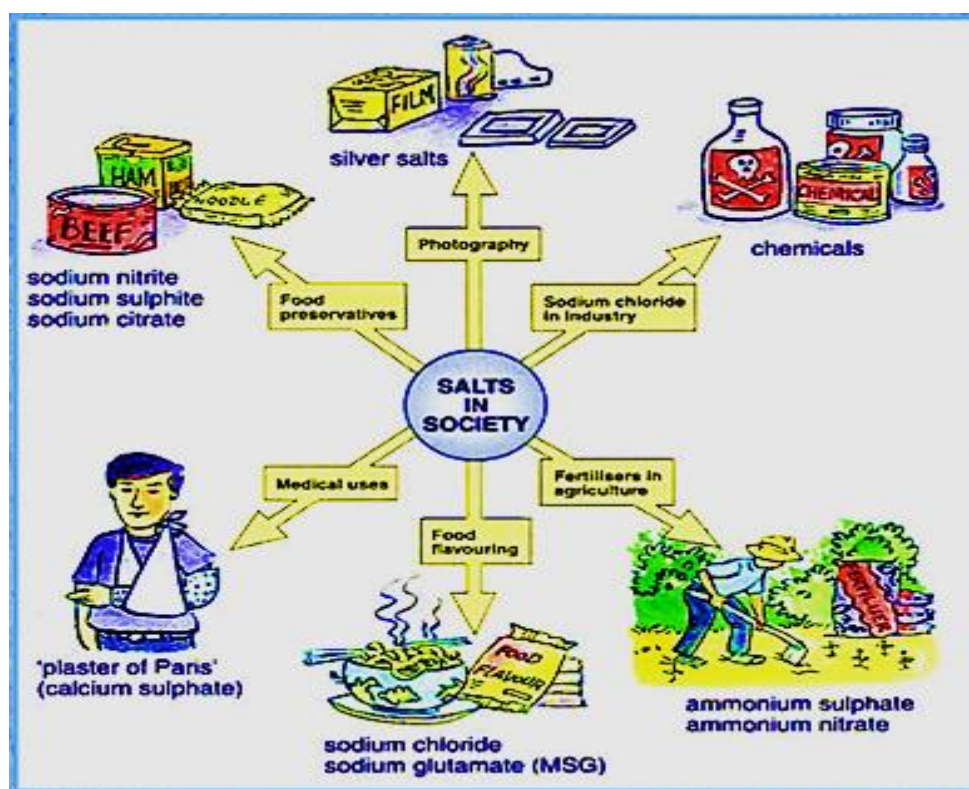 FILM
silver salts
HAM
NOODLE
BEEF
sodium nitrite
sodium sulphite
sodium citrate
CHEMICAL
chemicals
Photography
Food
preservatives
Sodium chloride
in industry
SALTS
IN
SOCIETY
Medical uses
Food
flavouring
Fertilisers in
agriculture
'plaster of Paris'
(calcium sulphate)
FOOD
FLAVOUR
sodium chloride
sodium glutamate (MSG)
ammonium sulphate
ammonium nitrate